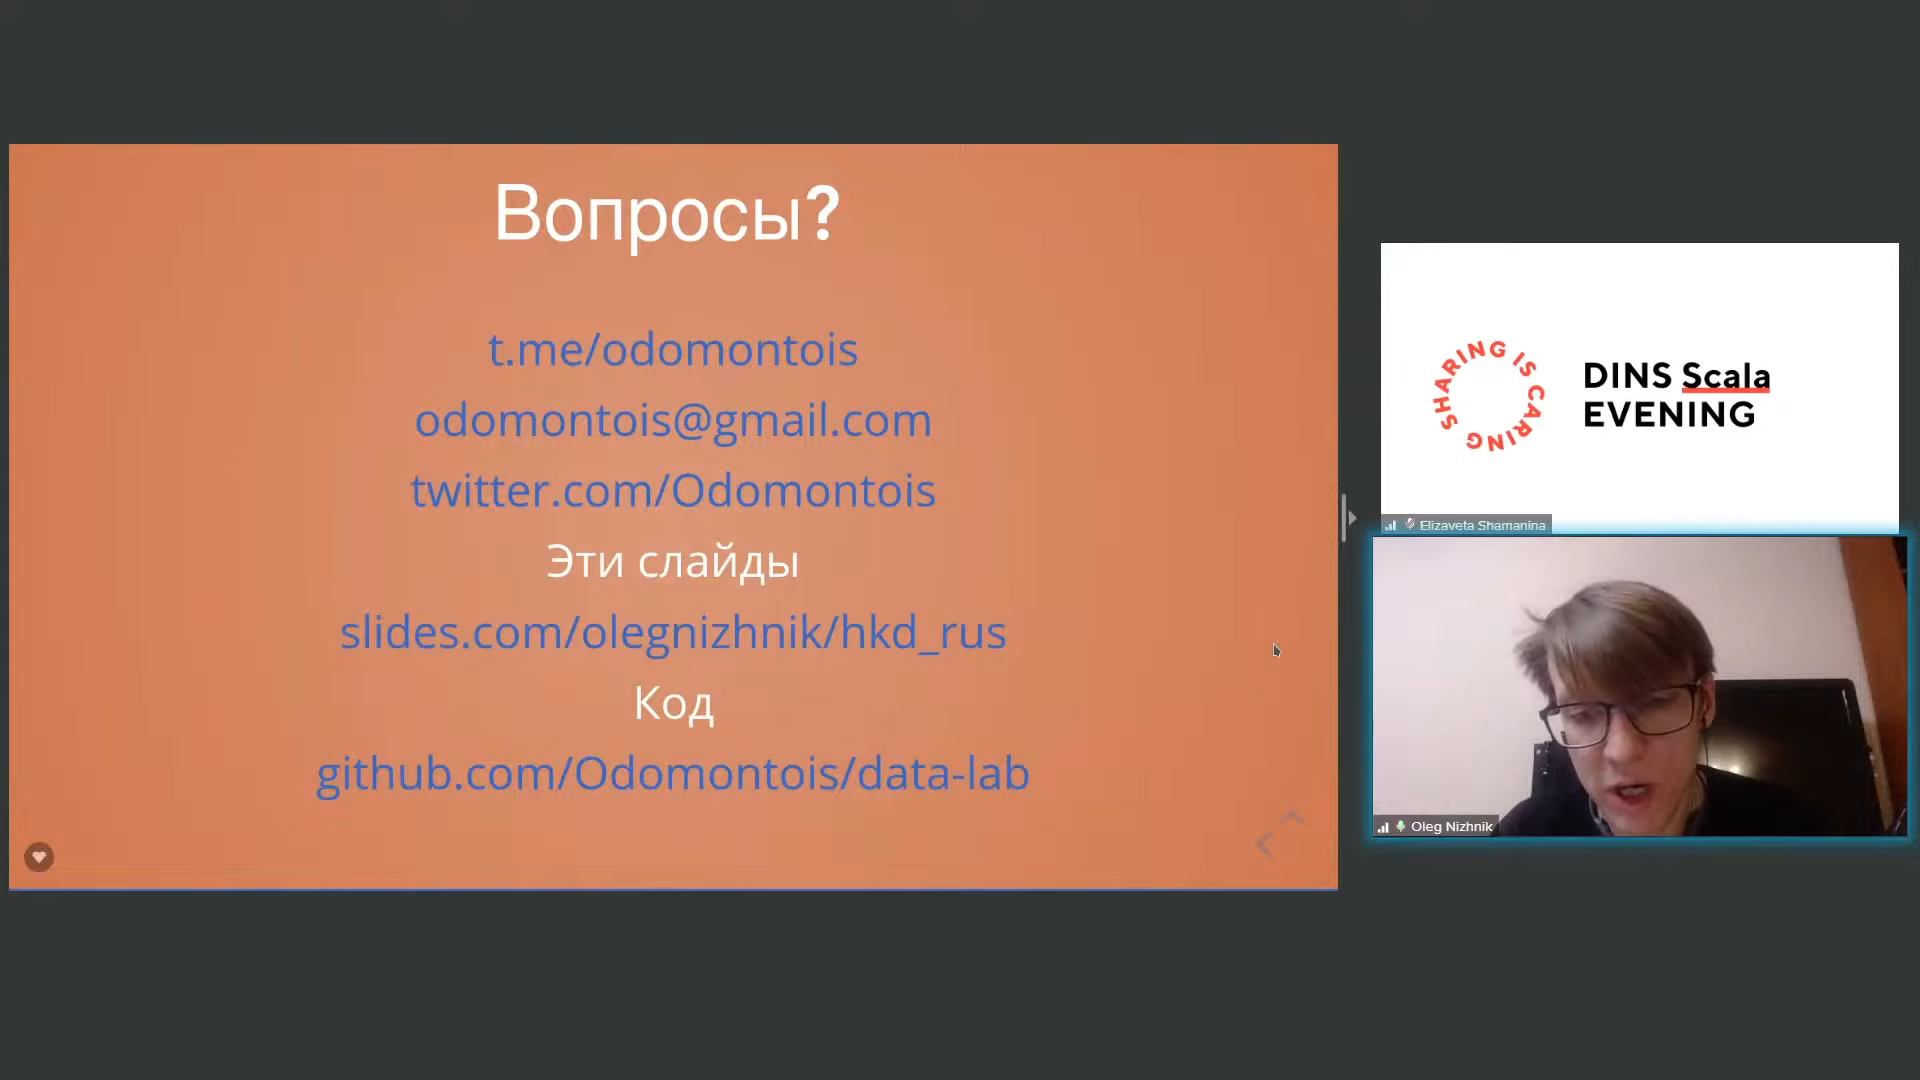 Вопросы?
t.me/odomontois
odomontois@gmail.com
twitter.com/Odomontois
Эти слайды
slides.com/olegnizhnik/hkd_rus
Код
github.com/Odomontois/data-lab
SHARING IS CARING
DINS Scala
EVENING
Elizaveta Shamanina
Oleg Nizhnik